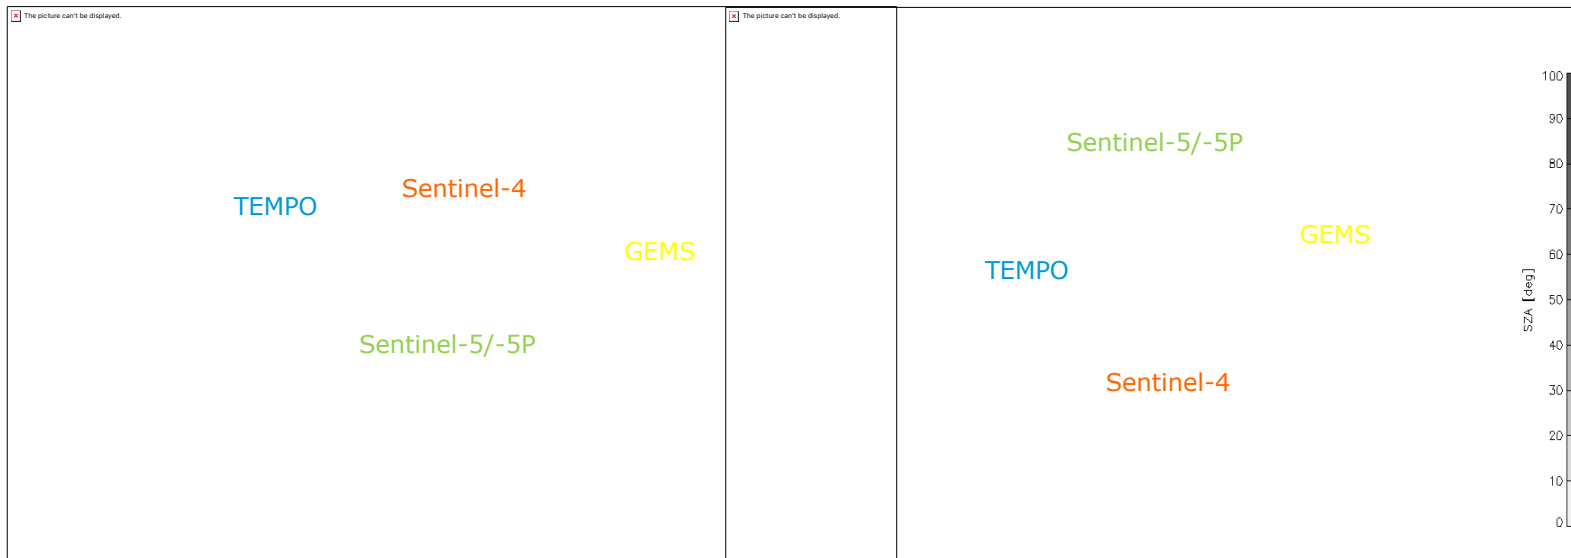 The picture can't be displayed.
The picture can't be displayed.
Sentinel-4
TEMPO
GEMS
Sentinel-5/-5P
Sentinel-5/-5P
GEMS
TEMPO
Sentinel-4
100
90
80
70
60
50
40
30
20
10
0
SZA [deg]